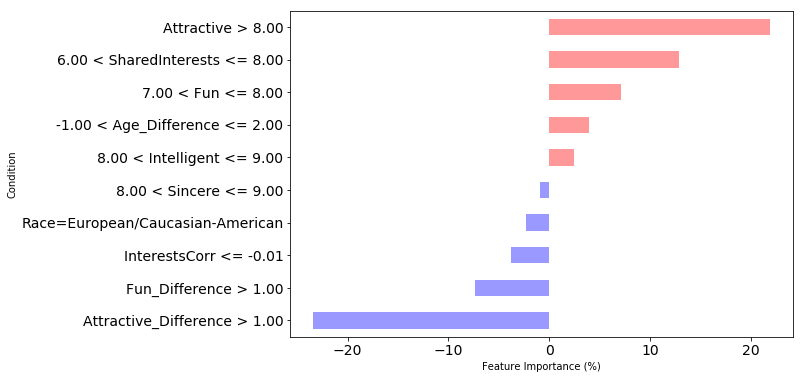 Attractive > 8.00
6.00 < SharedInterests <= 8.00
7.00 < Fun <= 8.00
-1.00 < Age_Difference <= 2.00
8.00 < Intelligent <= 9.00
8.00 < Sincere <= 9.00
Race=European/Caucasian-American
InterestsCorr <= -0.01
Fun_Difference > 1.00
Attractive_Difference > 1.00
Condition
−20 −10 0 10 20
Feature Importance (%)